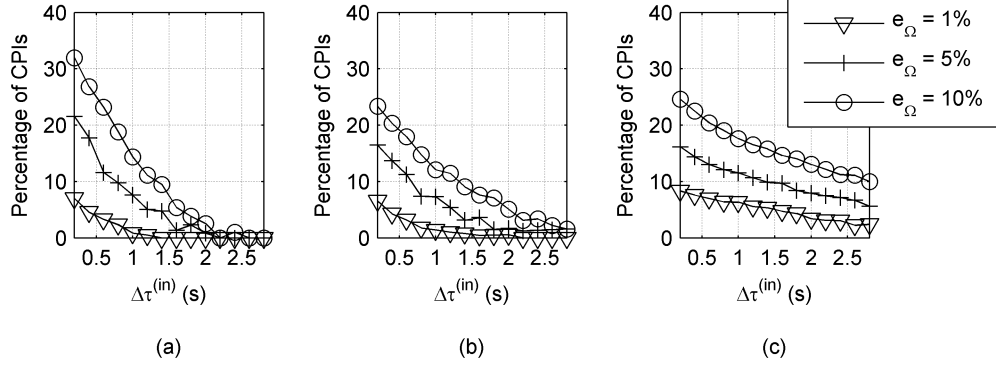 40
30
20
10
0
Percentage of CPIs
0.5 1 1.5 2 2.5
Δτ(in) (s)
(a)
40
30
20
10
0
Percentage of CPIs
0.5 1 1.5 2 2.5
Δτ(in) (s)
(b)
40
30
20
10
0
Percentage of CPIs
0.5 1 1.5 2 2.5
Δτ(in) (s)
(c)
eΩ = 1%
eΩ = 5%
eΩ = 10%